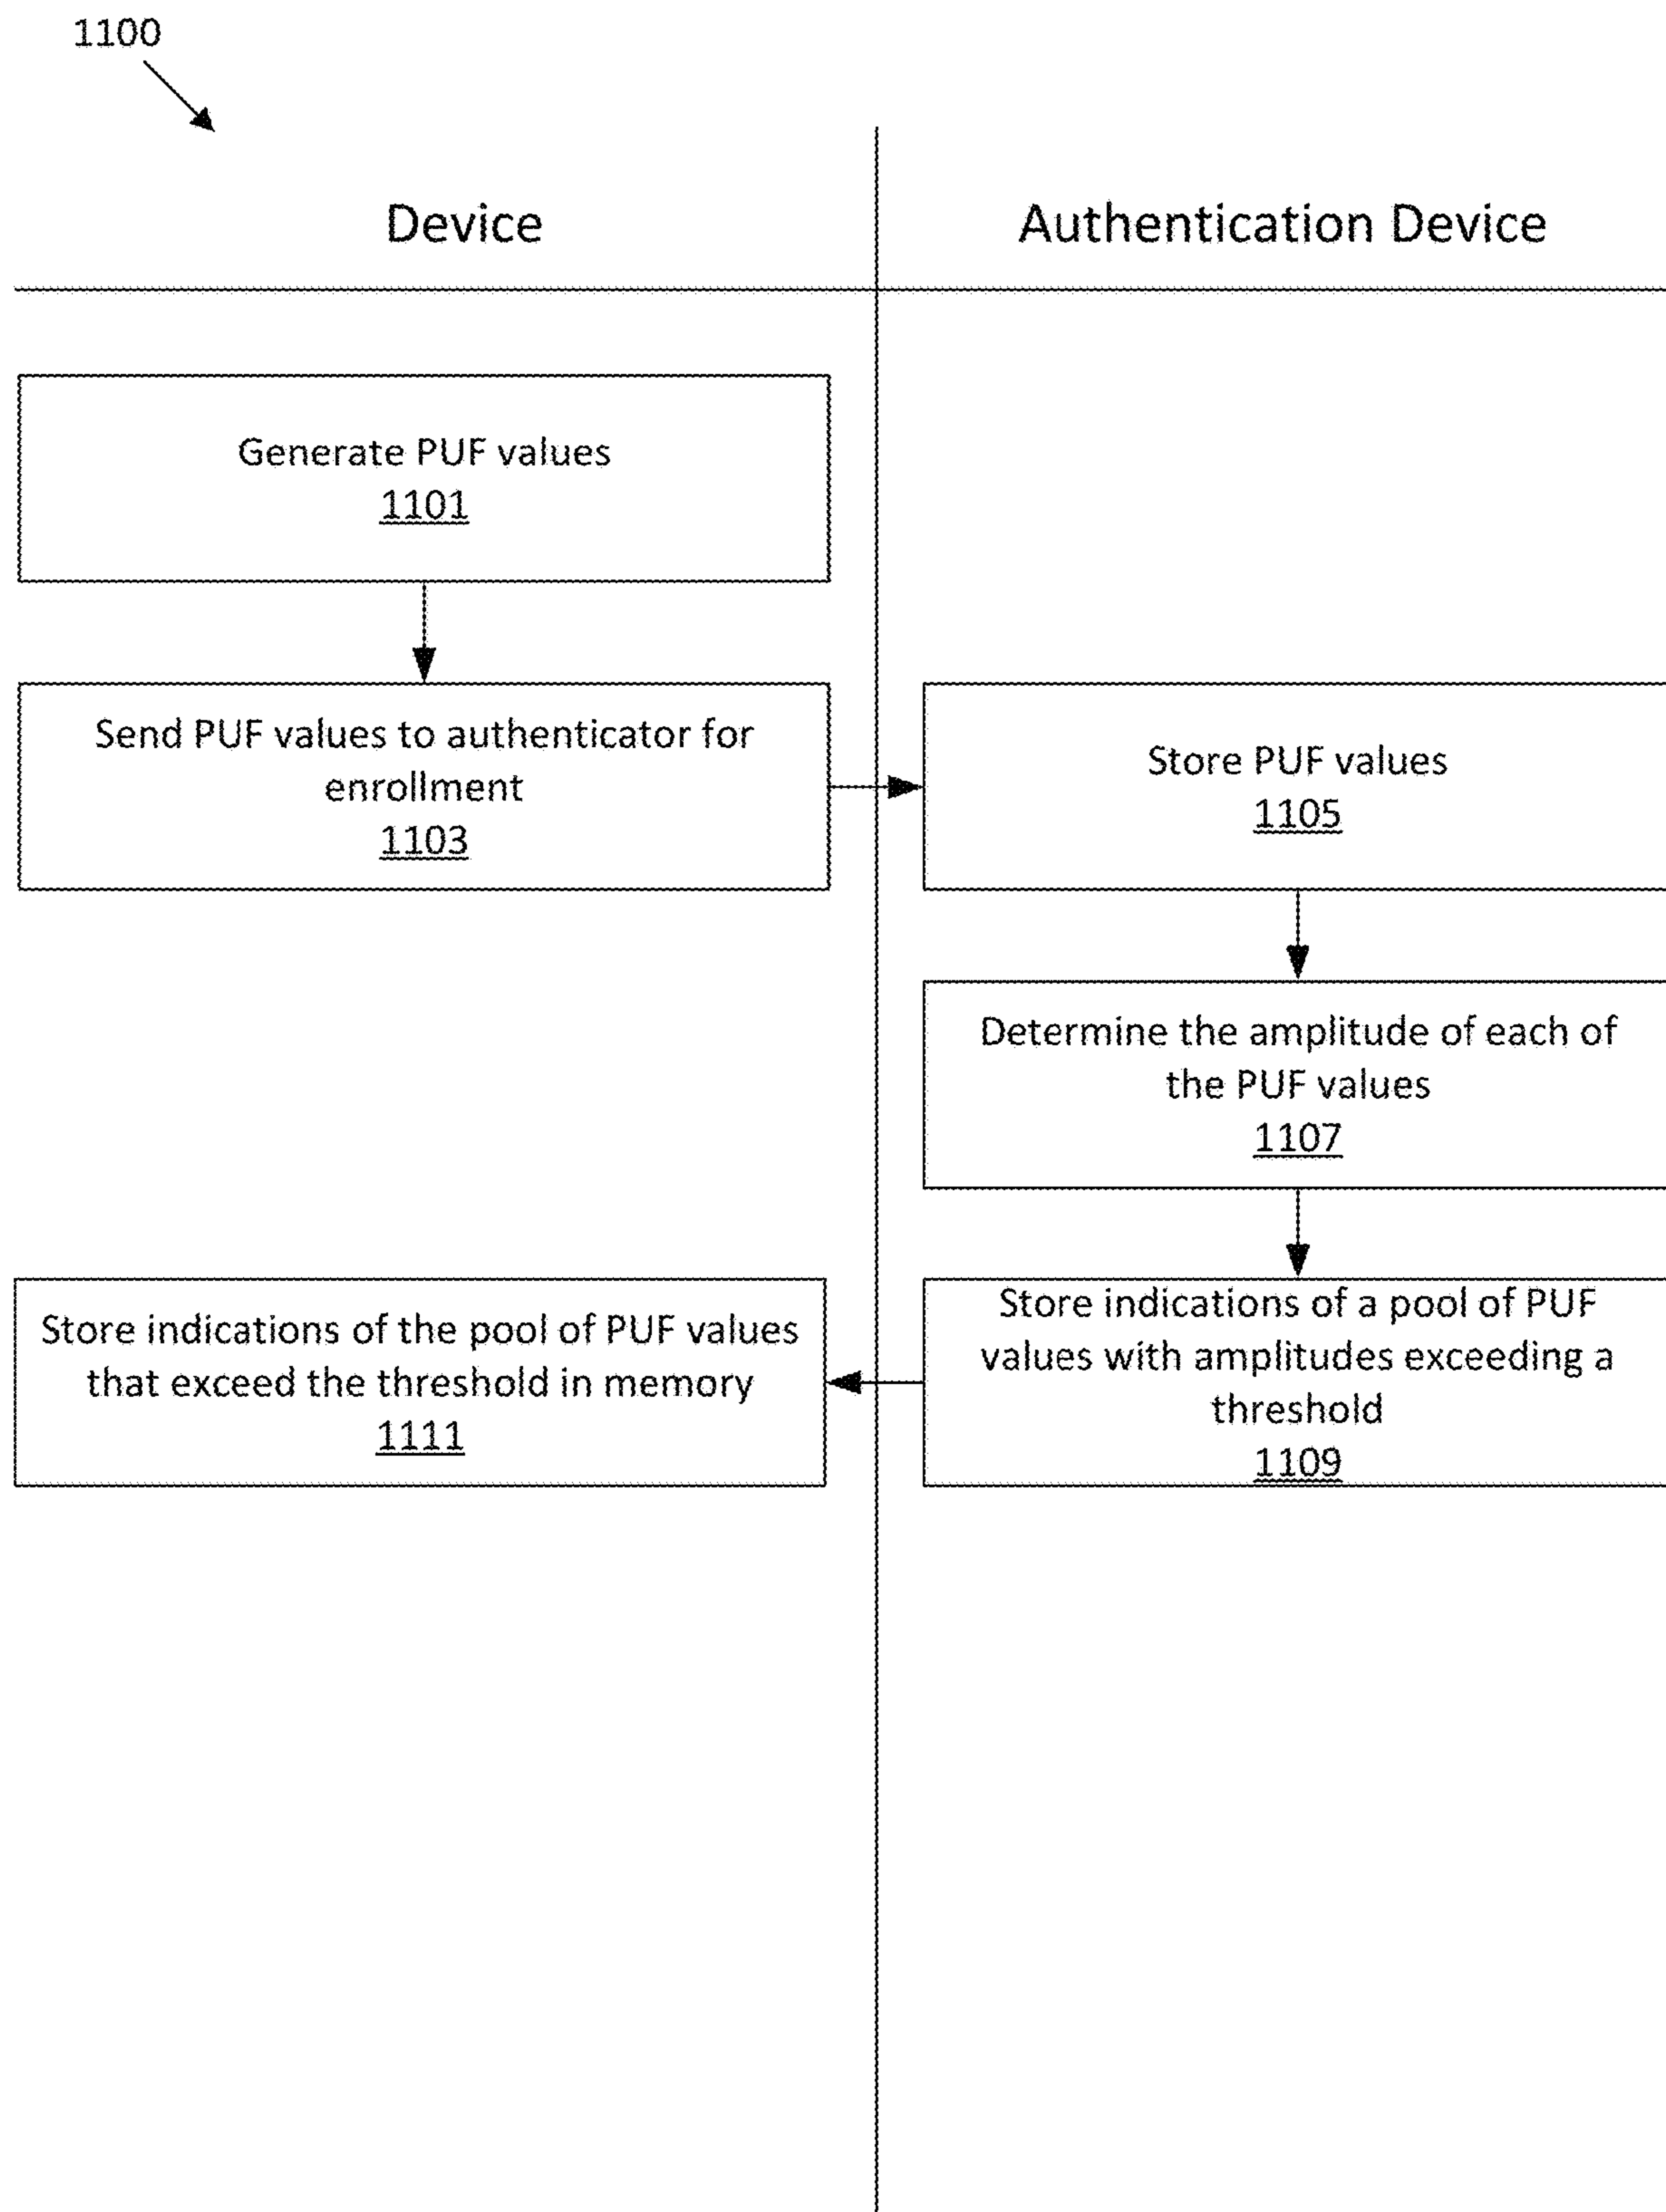 1100
Device
Authentication Device
Generate PUF values
1101
Send PUF values to authenticator for
enrollment
1103
Store PUF values
1105
Determine the amplitude of each of
the PUF values
1107
Store indications of a pool of PUF
values with amplitudes exceeding a
threshold
1109
Store indications of the pool of PUF values
that exceed the threshold in memory
1111